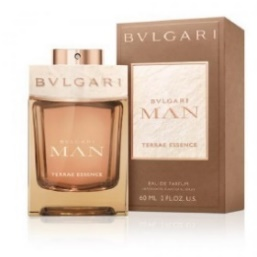 BVLGARI
BVLGARI
MAN
TERRAE ESSENCE
BVLGARI
MAN
TERRAE ESSENCE
EAU DE PARFUM
60 ML 2 FL.OZ. U.S.